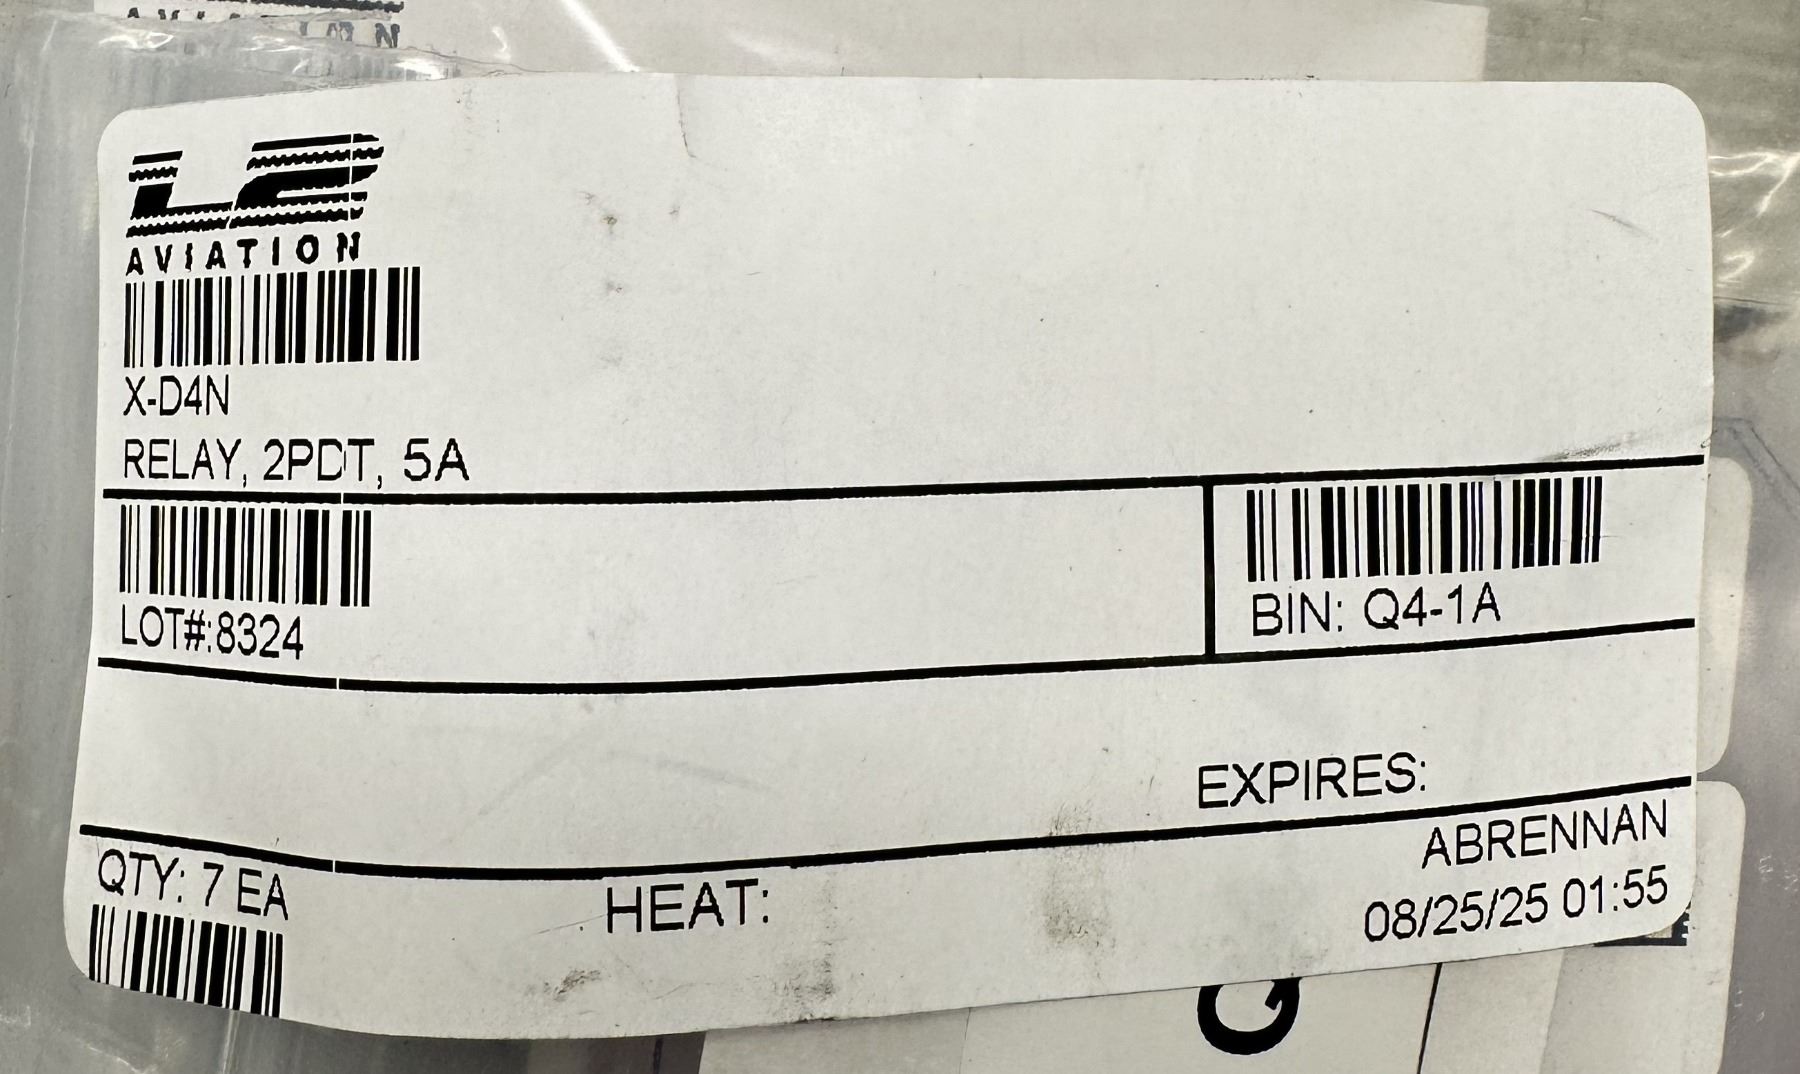 AVIATION
L2
AVIATION
X-D4N
RELAY, 2PDT, 5A
LOT#:8324
BIN: Q4-1A
EXPIRES:
QTY: 7 EA
HEAT:
ABRENNAN
08/25/25 01:55
G